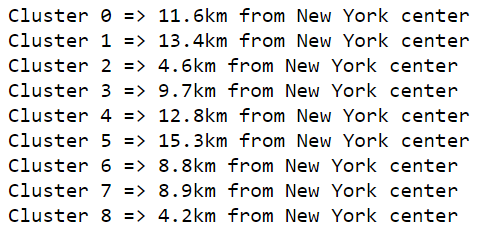 Cluster 0 => 11.6km from New York center
Cluster 1 => 13.4km from New York center
Cluster 2 => 4.6km from New York center
Cluster 3 => 9.7km from New York center
Cluster 4 => 12.8km from New York center
Cluster 5 => 15.3km from New York center
Cluster 6 => 8.8km from New York center
Cluster 7 => 8.9km from New York center
Cluster 8 => 4.2km from New York center